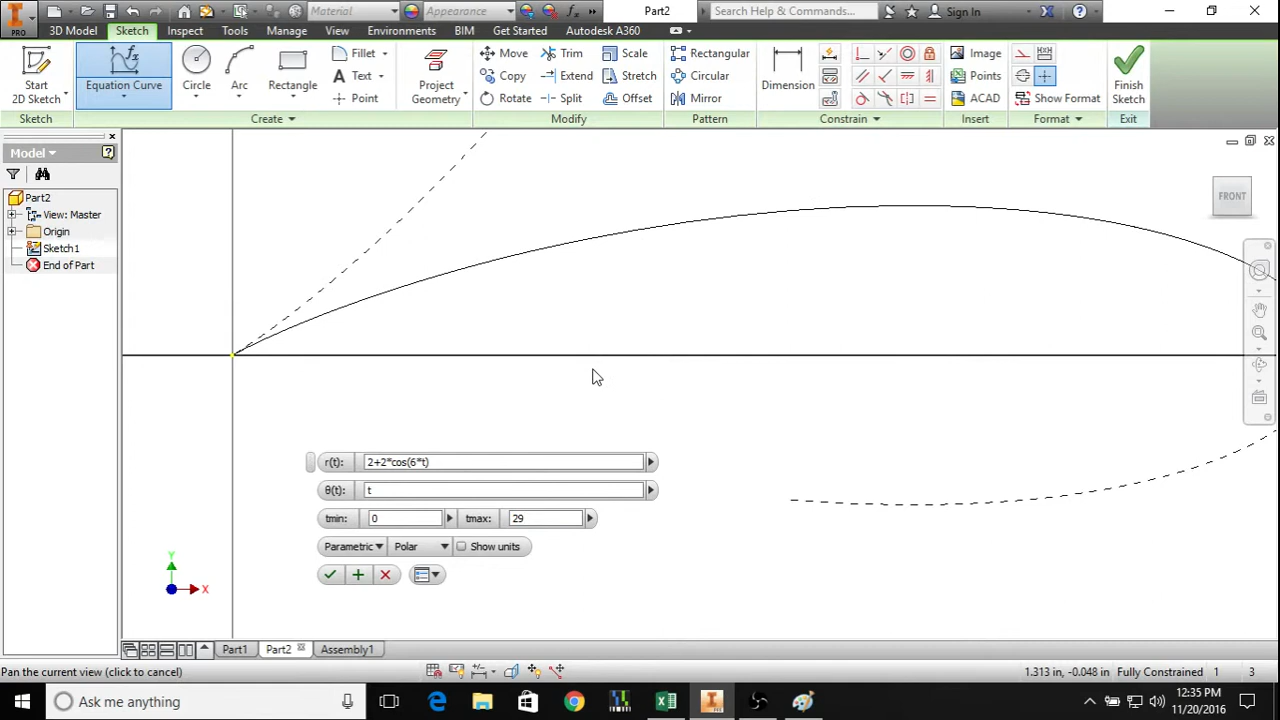 Material
Appearance
fx
Part2
Search Help & Commands...
Sign In
PRO
3D Model
Sketch
Inspect
Tools
Manage
View
Environments
BIM
Get Started
Autodesk A360
Start
2D Sketch
Equation Curve
Circle
Arc
Rectangle
Fillet
Text
Point
Project
Geometry
Move
Copy
Rotate
Trim
Extend
Split
Scale
Stretch
Offset
Rectangular
Circular
Mirror
Dimension
Image
Points
ACAD
Show Format
Finish
Sketch
Sketch
Create
Modify
Pattern
Constrain
Insert
Format
Exit
Model
Part2
View: Master
Origin
Sketch1
End of Part
FRONT
r(t):
2+2*cos(6*t)
θ(t):
t
tmin:
0
tmax:
29
Parametric
Polar
Show units
Y
X
Part1
Part2
Assembly1
Pan the current view (click to cancel)
1.313 in, -0.048 in
Fully Constrained
1
3
Ask me anything
12:35 PM
11/20/2016